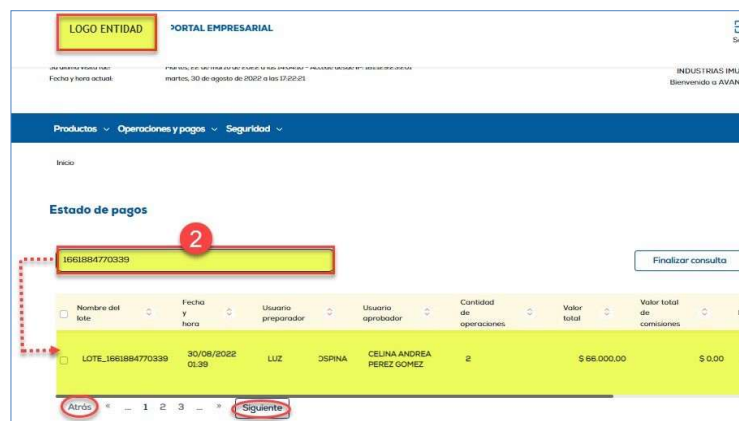 LOGO ENTIDAD
PORTAL EMPRESARIAL
Fecha y hora actual: martes, 30 de agosto de 2022 a las 17:22:21
INDUSTRIAS IMU
Bienvenido a AVAN
Productos Operaciones y pagos Seguridad
Inicio
Estado de pagos
2
1661884770339
Finalizar consulta
Nombre del lote
Fecha y hora
Usuario preparador
Usuario aprobador
Cantidad de operaciones
Valor total
Valor total de comisiones
LOTE_1661884770339
30/08/2022 01:39
LUZ OSPINA
CELINA ANDREA PEREZ GOMEZ
2
$ 66.000,00
$ 0,00
Atrás « ... 1 2 3 ... » Siguiente